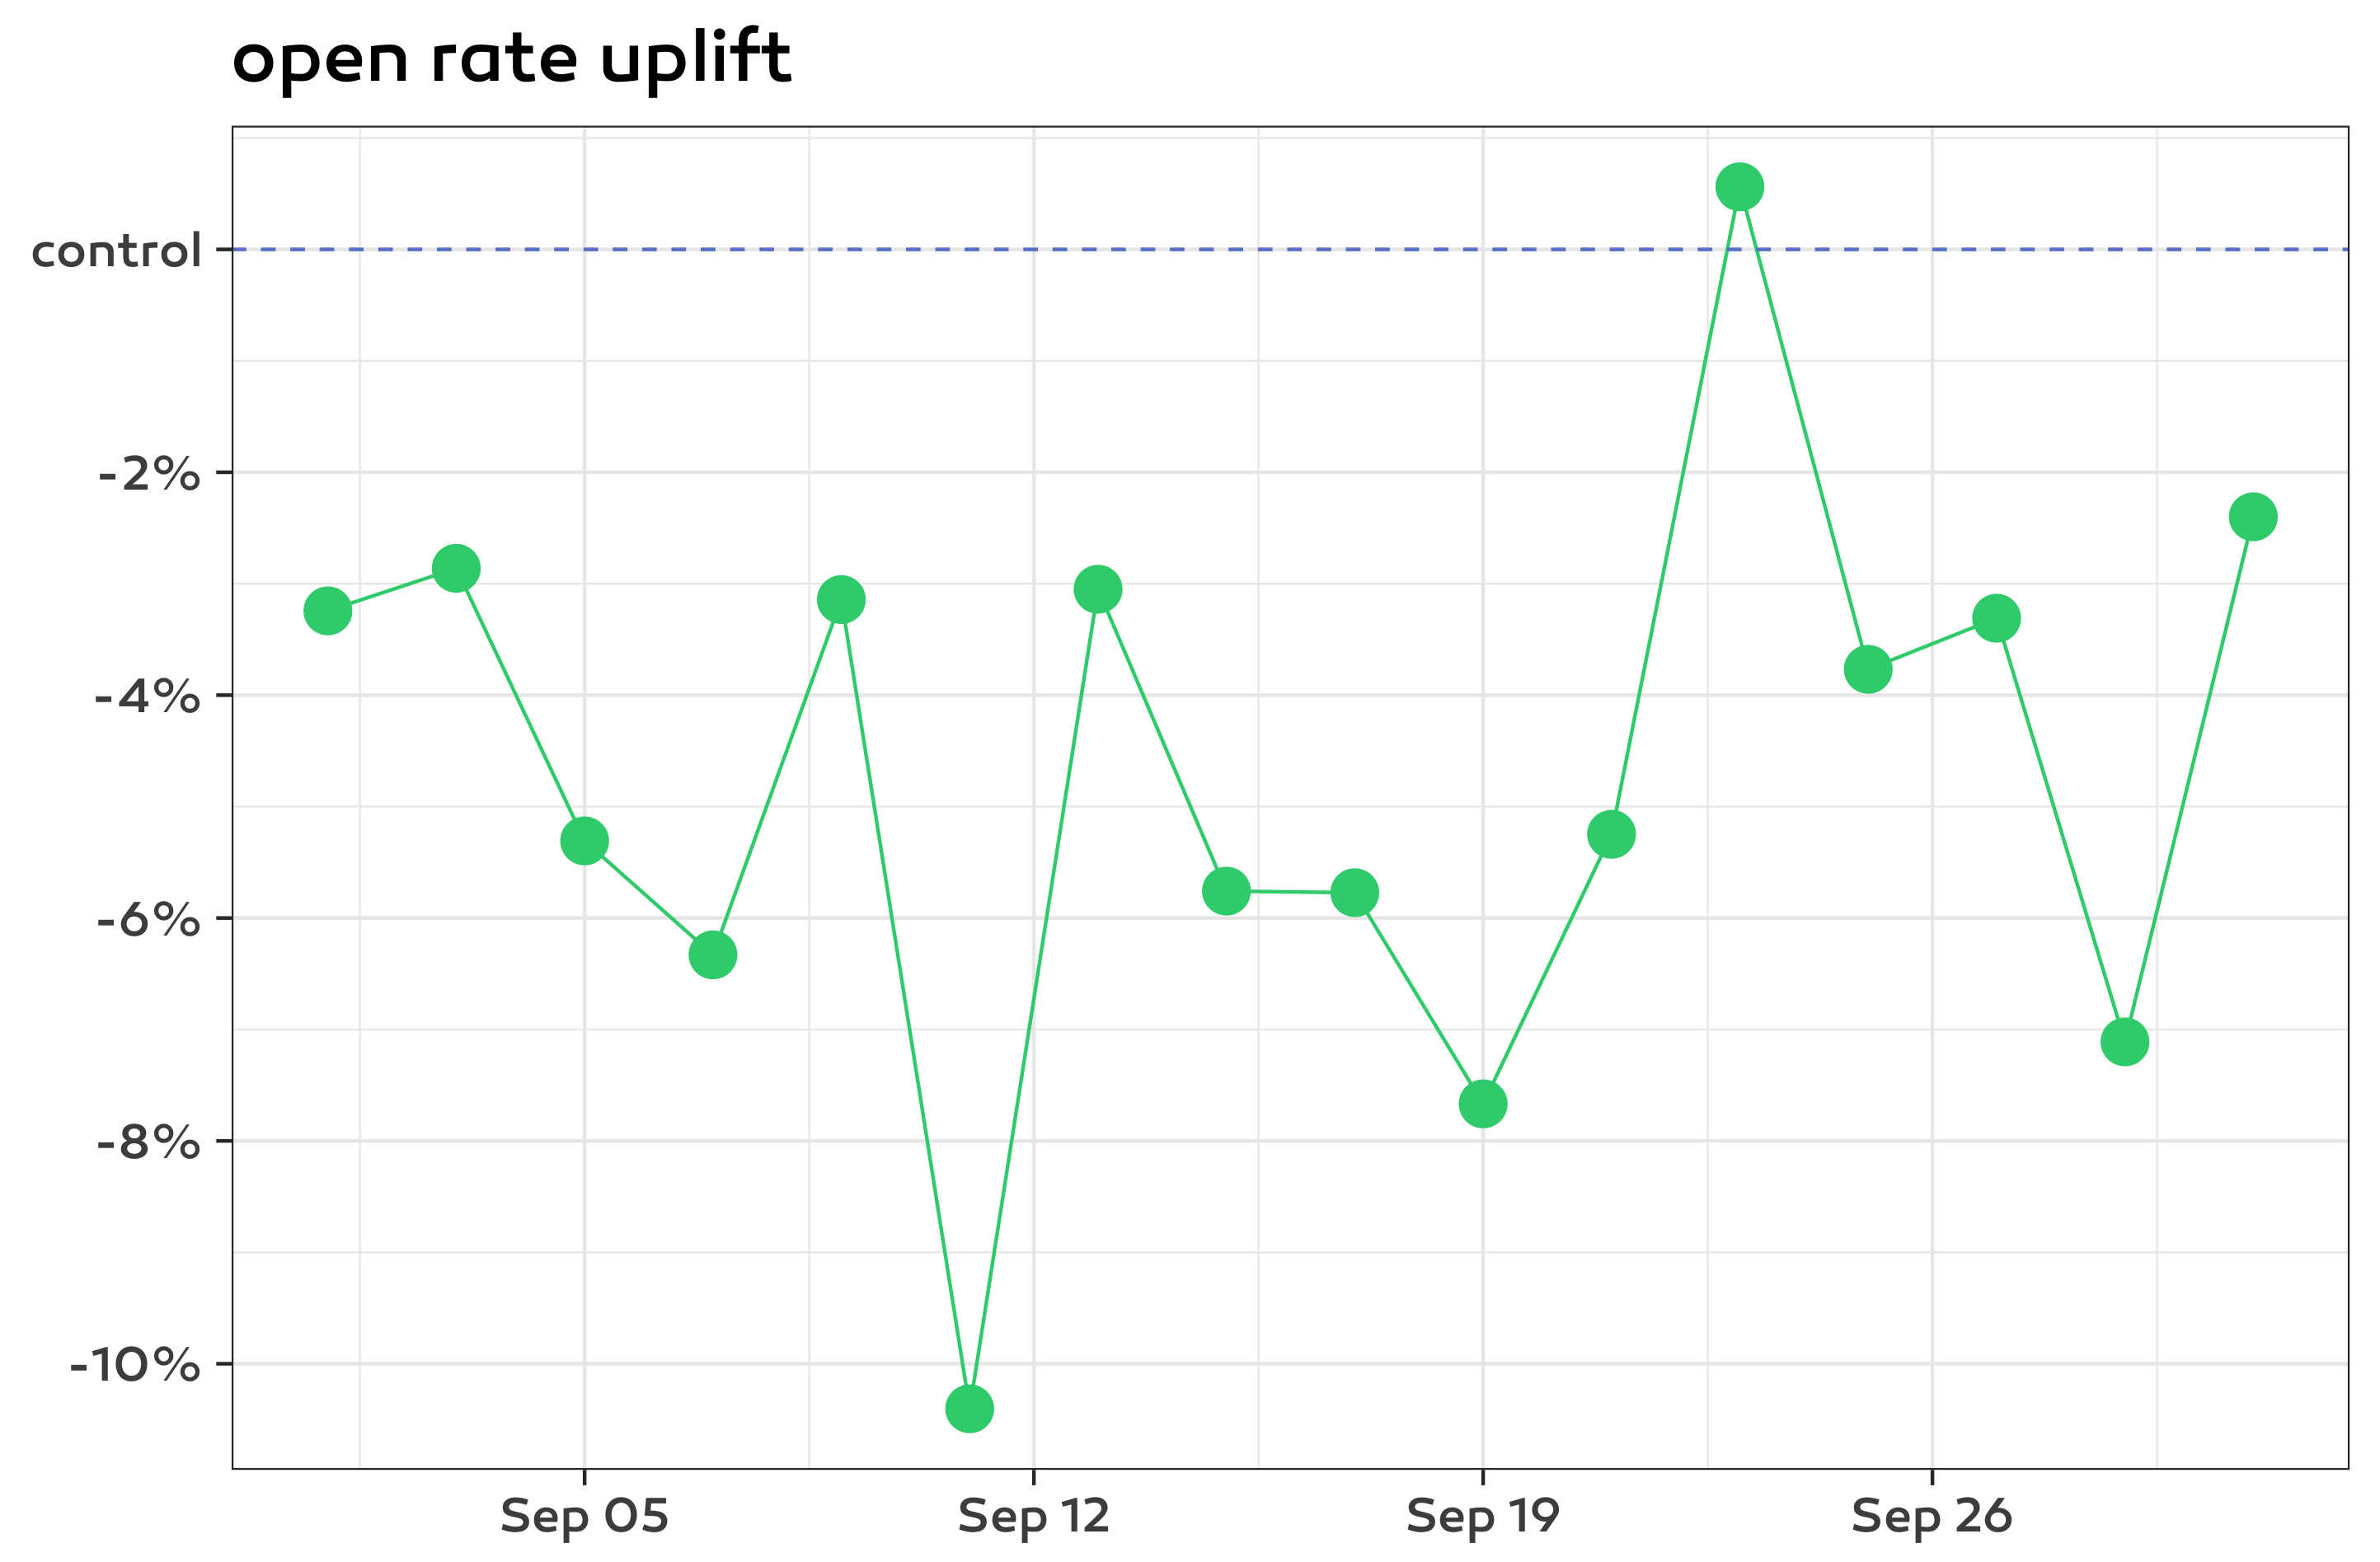 open rate uplift
control
-2%
-4%
-6%
-8%
-10%
Sep 05
Sep 12
Sep 19
Sep 26